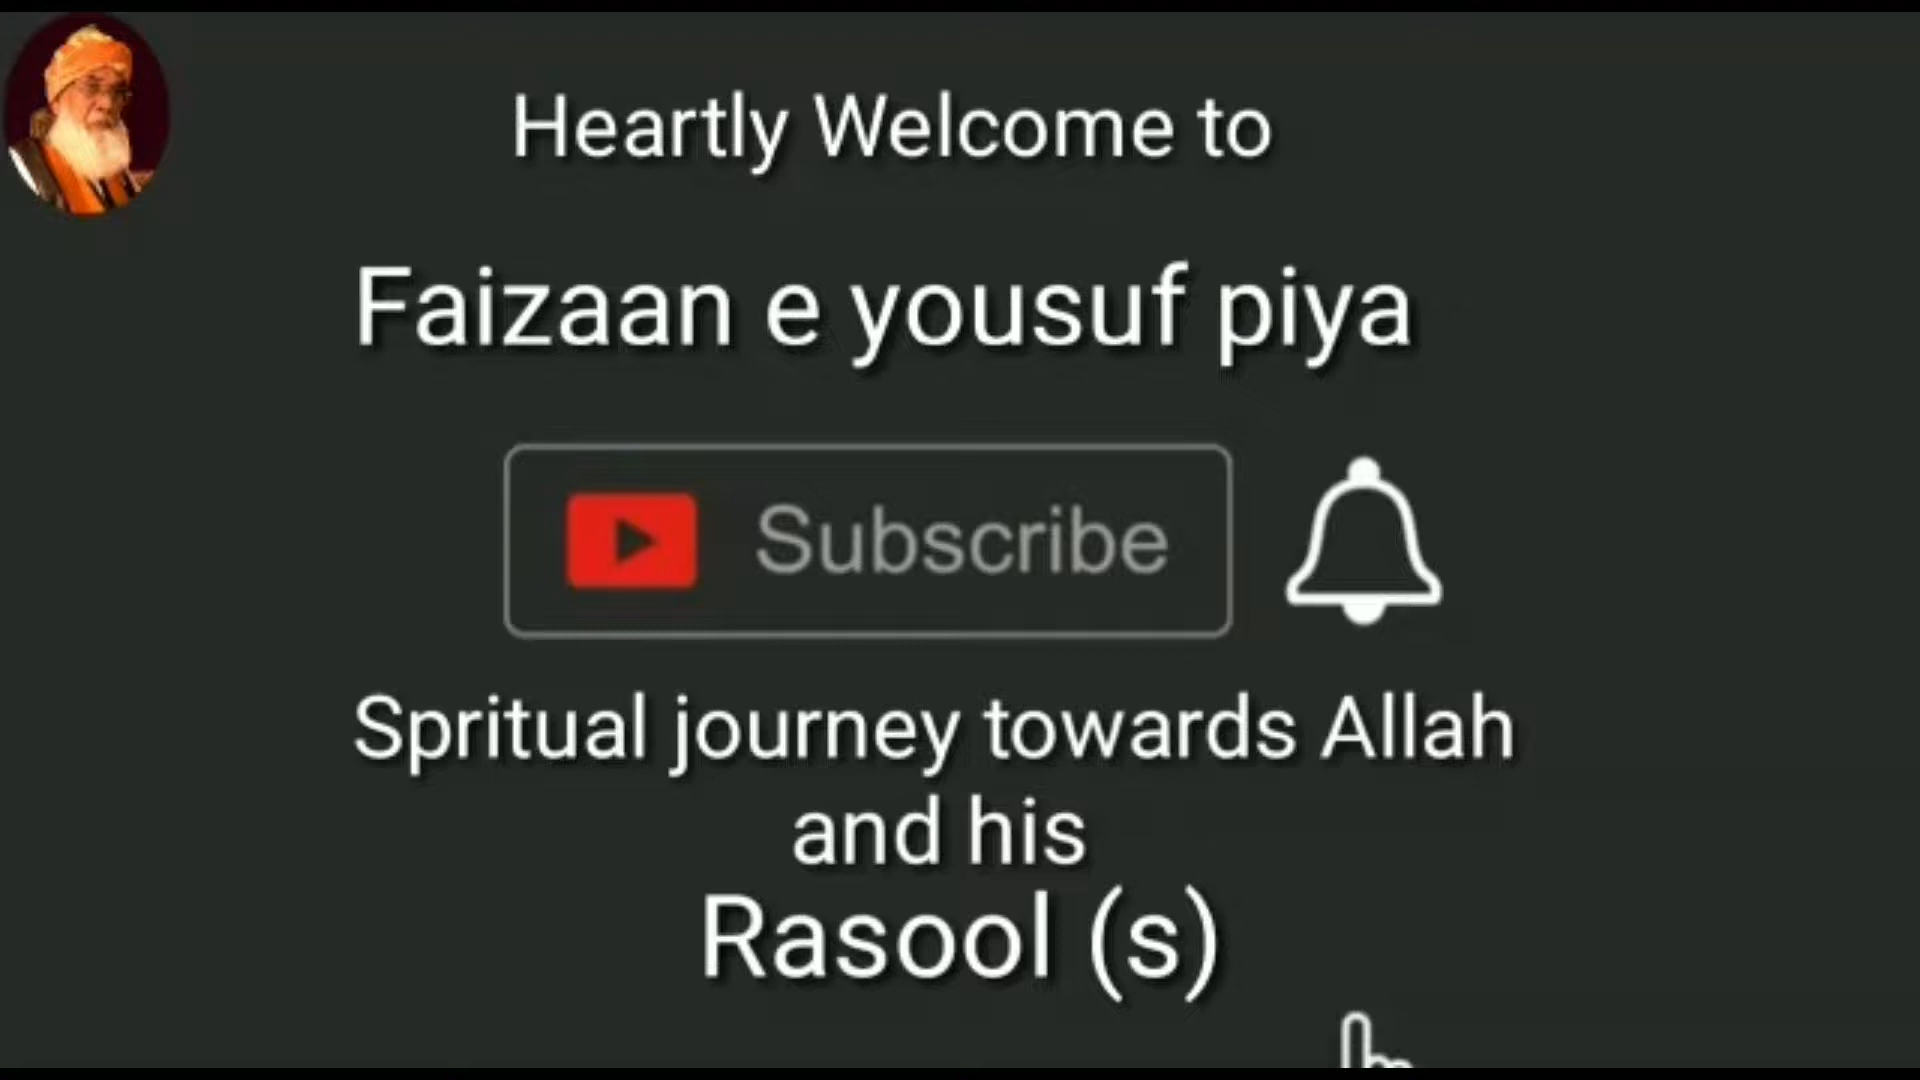 Heartly Welcome to
Faizaan e yousuf piya
Subscribe
Spritual journey towards Allah
and his
Rasool (s)